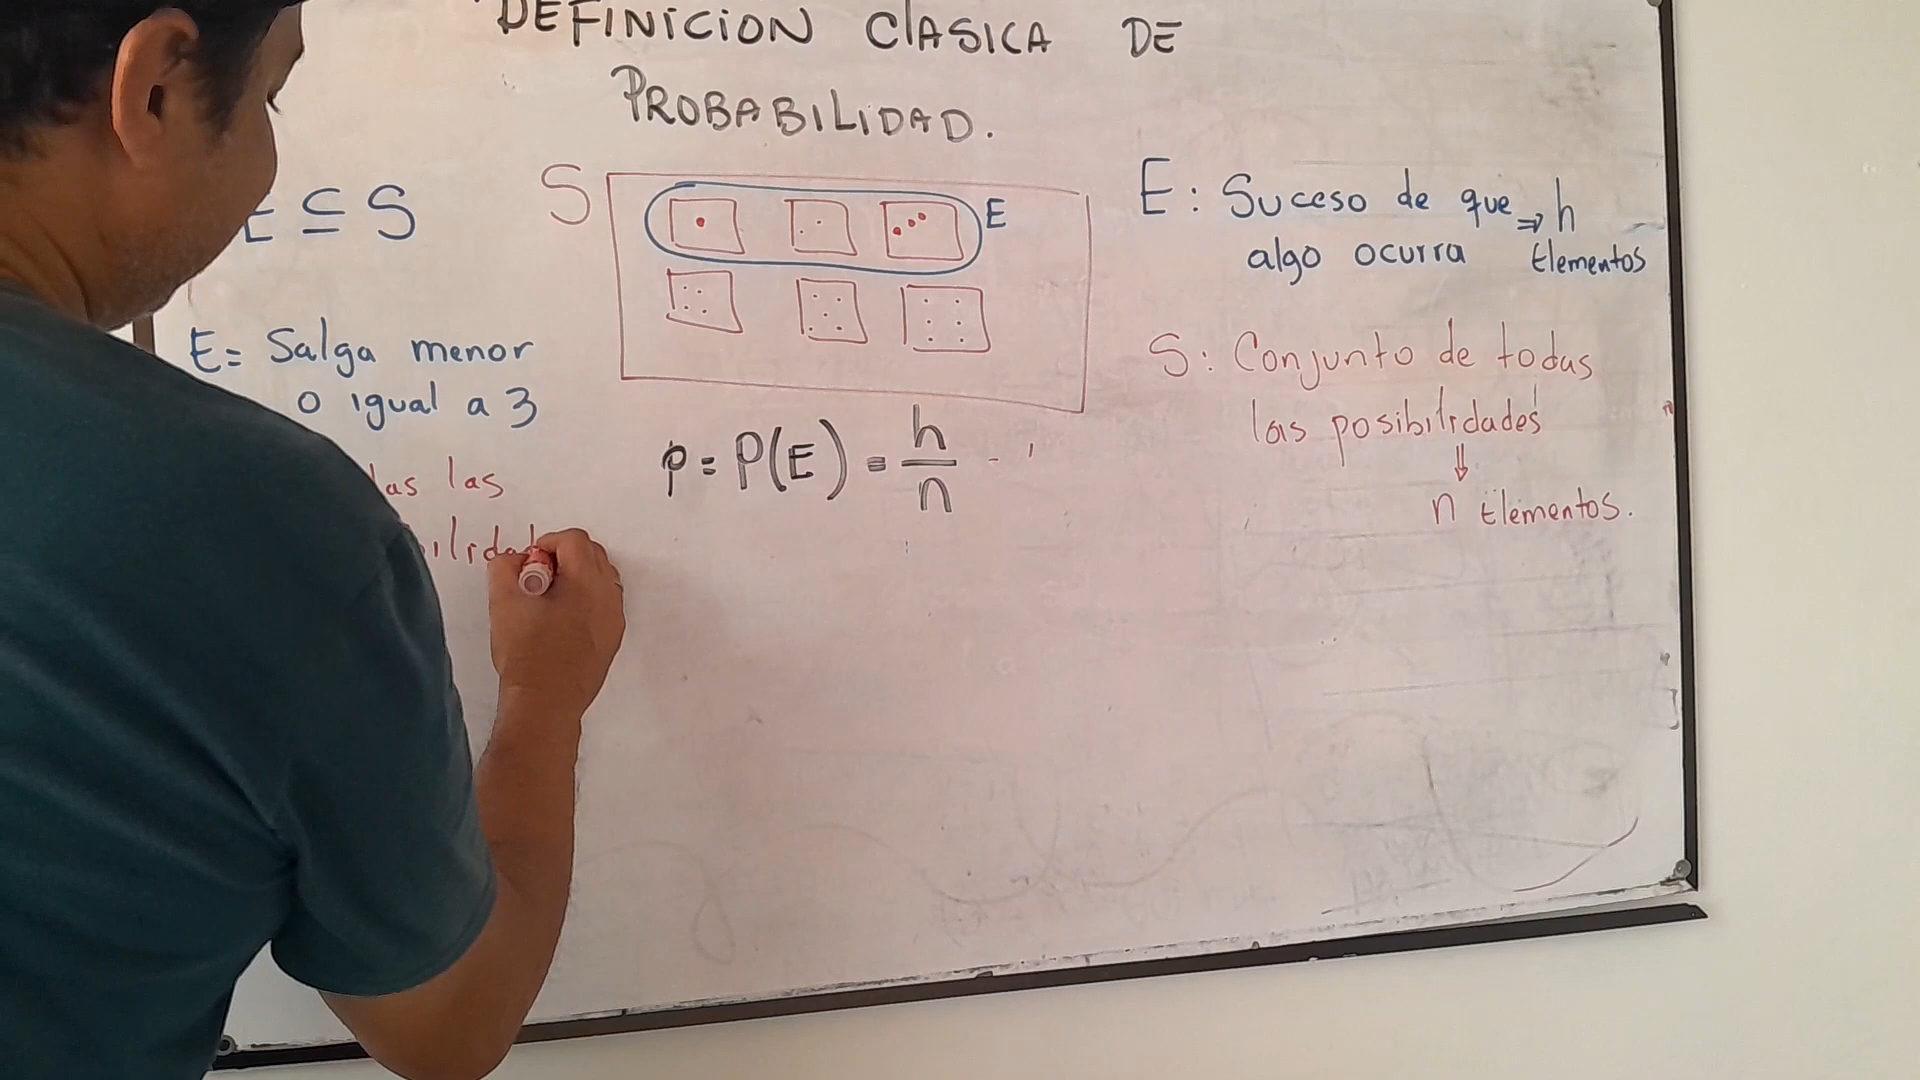 DEFINICION ClASICA DE
PROBABILIDAD.
E ⊆ S
S
E
E : Suceso de que ⇒ h
algo ocurra Elementos
E = Salga menor
o igual a 3
S : Conjunto de todas
las posibilidades
⇓
n Elementos.
p = P(E) = h/n
las